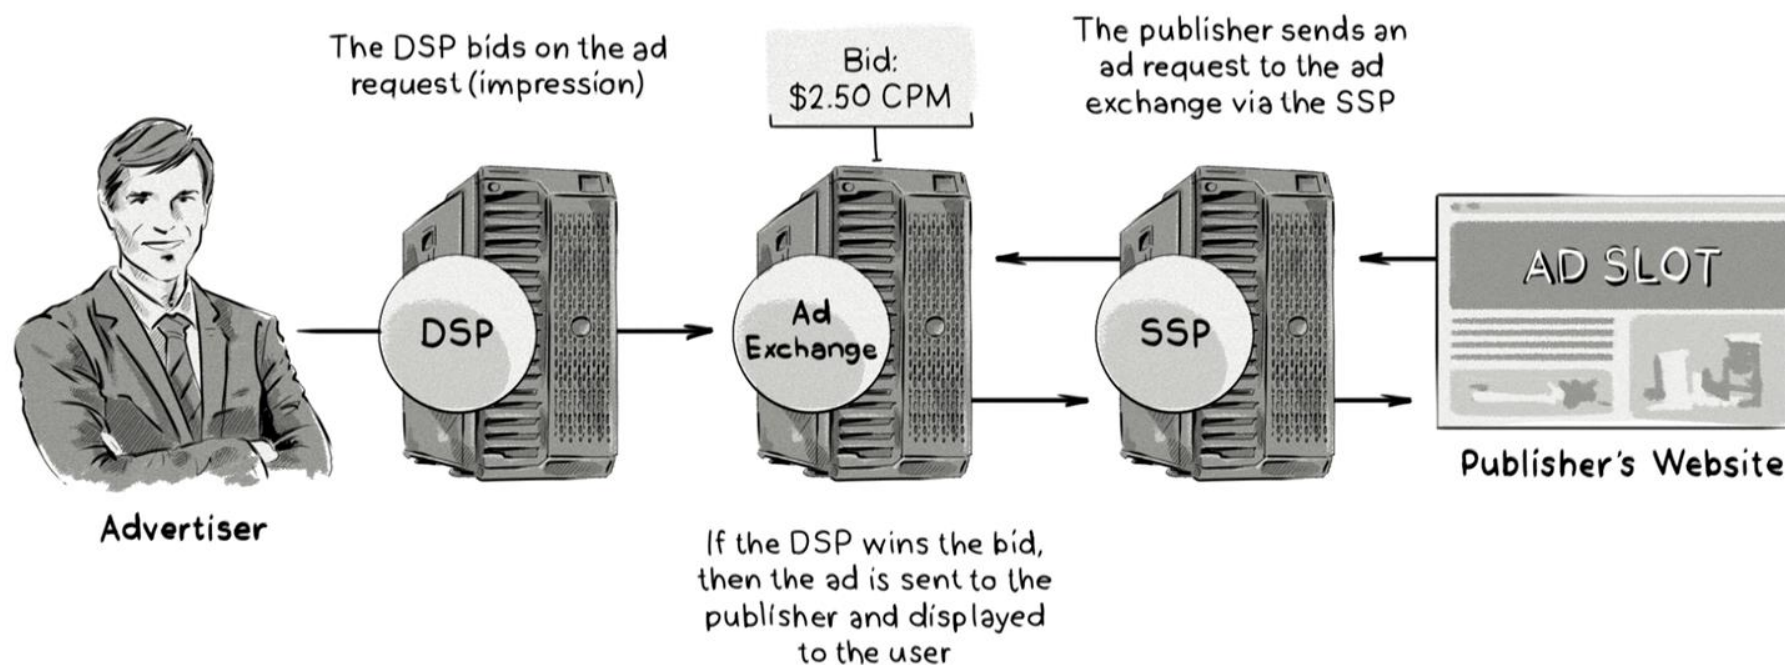 The DSP bids on the ad
request (impression)
Bid:
$2.50 CPM
The publisher sends an
ad request to the ad
exchange via the SSP
DSP
Ad
Exchange
SSP
AD SLOT
Advertiser
Publisher's Website
If the DSP wins the bid,
then the ad is sent to the
publisher and displayed
to the user